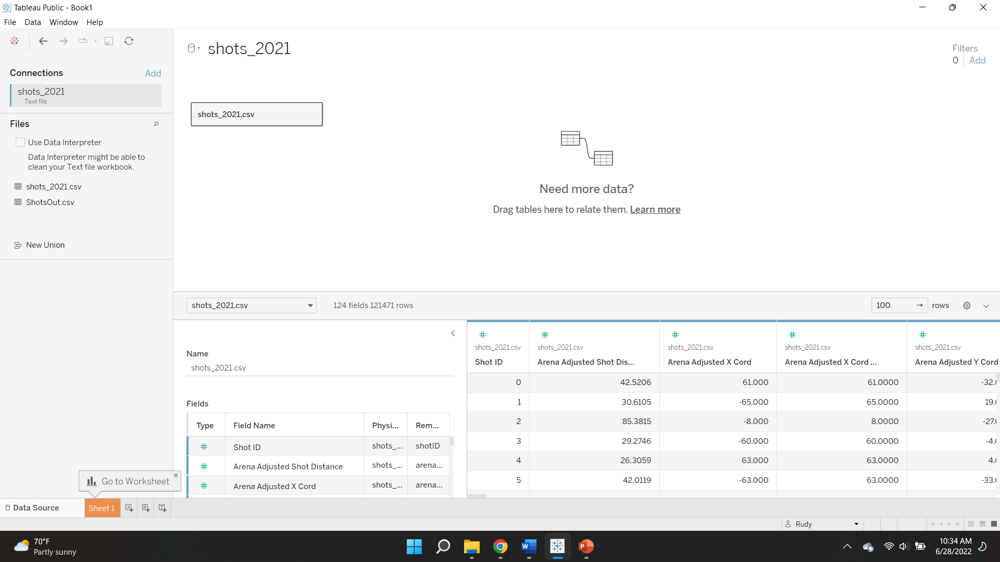 Tableau Public - Book1
File Data Window Help
Connections Add
shots_2021
Text file
Files
Use Data Interpreter
Data Interpreter might be able to
clean your Text file workbook.
shots_2021.csv
ShotsOut.csv
New Union
shots_2021
Filters
0 Add
shots_2021.csv
Need more data?
Drag tables here to relate them. Learn more
shots_2021.csv 124 fields 121471 rows 100 rows
Name
shots_2021.csv
Fields
Type Field Name Physi... Rem...
Shot ID shots_... shotID
Arena Adjusted Shot Distance shots_... arena...
Arena Adjusted X Cord shots_... arena...
shots_2021.csv shots_2021.csv shots_2021.csv shots_2021.csv shots_2021.csv
Shot ID Arena Adjusted Shot Dis... Arena Adjusted X Cord Arena Adjusted X Cord ... Arena Adjusted Y Cord
0 42.5206 61.000 61.0000 -32.
1 30.6105 -65.000 65.0000 19.
2 85.3815 -8.000 8.0000 -27.
3 29.2746 -60.000 60.0000 -4.
4 26.3059 63.000 63.0000 4.
5 42.0119 -63.000 63.0000 -33.
Go to Worksheet
Data Source Sheet 1
Rudy
70°F
Partly sunny
10:34 AM
6/28/2022